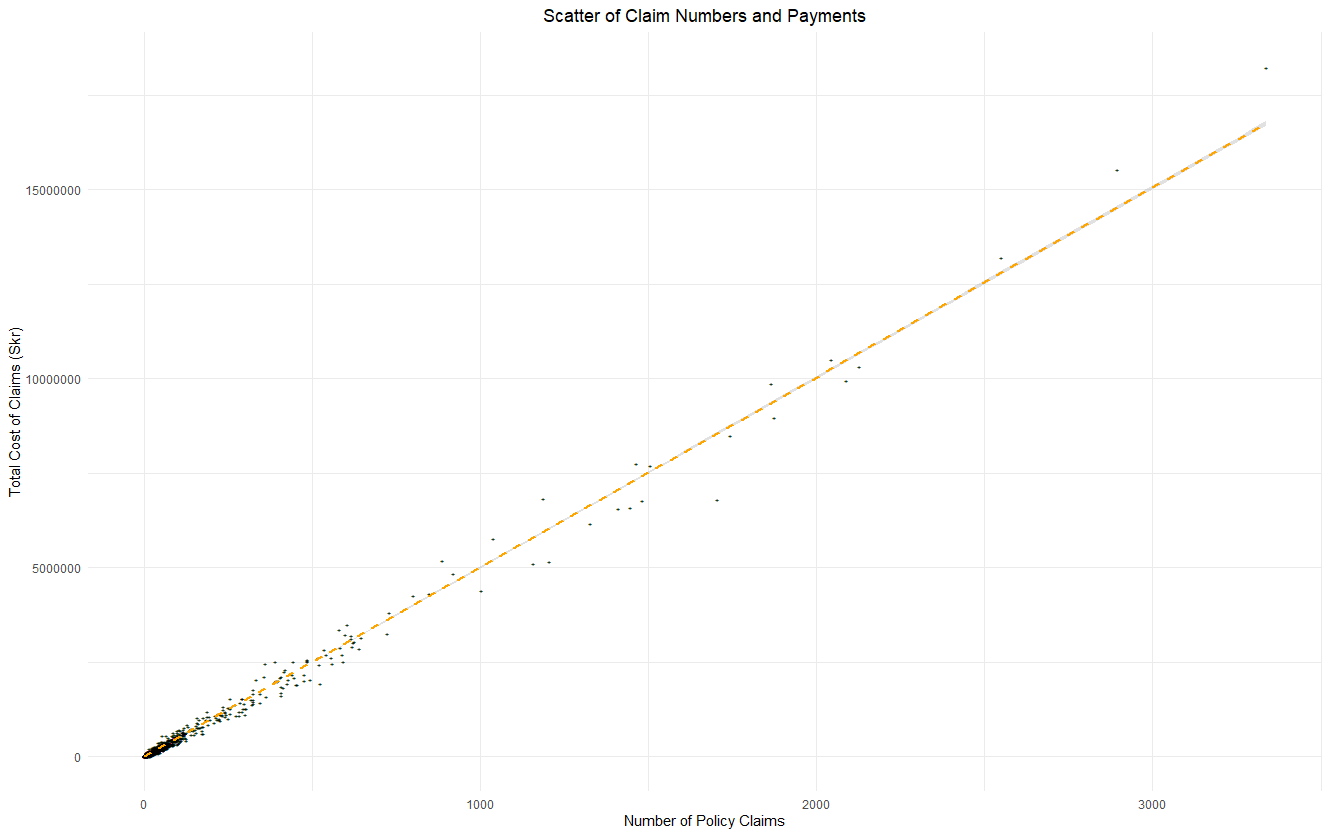 Scatter of Claim Numbers and Payments
Total Cost of Claims (Skr)
15000000
10000000
5000000
0
0 1000 2000 3000
Number of Policy Claims